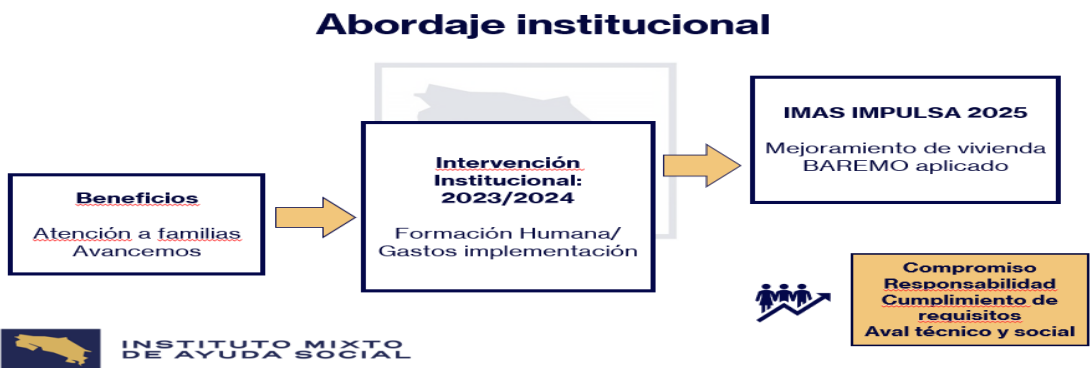 Abordaje institucional
Beneficios
Atención a familias
Avancemos
Intervención
Institucional:
2023/2024
Formación Humana/
Gastos implementación
IMAS IMPULSA 2025
Mejoramiento de vivienda
BAREMO aplicado
Compromiso
Responsabilidad
Cumplimiento de
requisitos
Aval técnico y social
INSTITUTO MIXTO
DE AYUDA SOCIAL